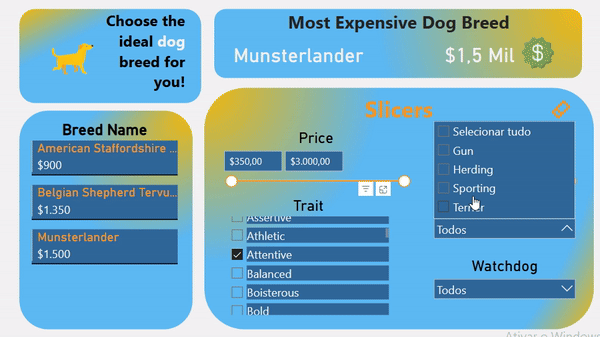 Choose the
ideal dog
breed for
you!
Most Expensive Dog Breed
Munsterlander
$1,5 Mil
$
Breed Name
American Staffordshire ...
$900
Belgian Shepherd Tervu...
$1.350
Munsterlander
$1.500
Slicers
Price
$350,00
$3.000,00
Trait
Assertive
Athletic
Attentive
Balanced
Boisterous
Bold
Selecionar tudo
Gun
Herding
Sporting
Terrier
Todos
Watchdog
Todos
Ativar o Windows